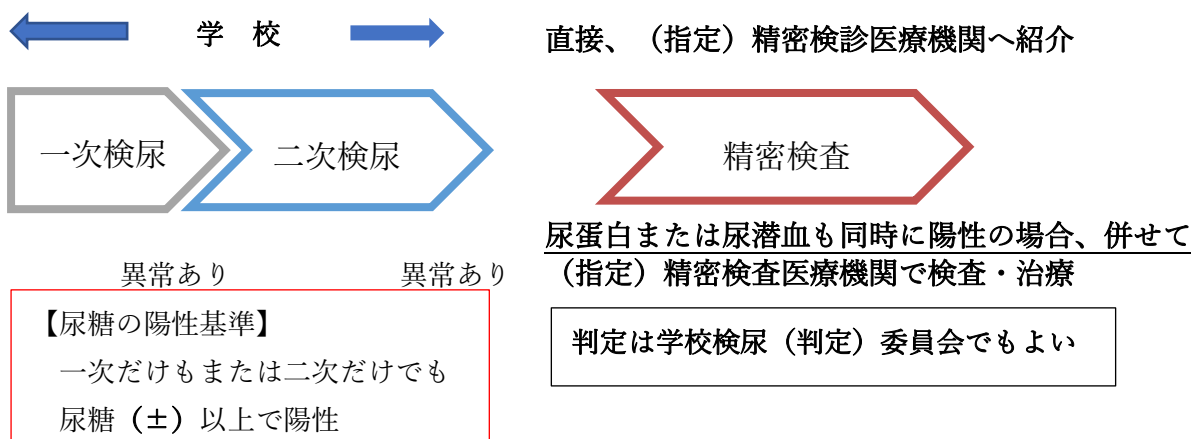 学　校
直接、（指定）精密検診医療機関へ紹介
一次検尿
二次検尿
精密検査
尿蛋白または尿潜血も同時に陽性の場合、併せて
（指定）精密検査医療機関で検査・治療
異常あり
異常あり
【尿糖の陽性基準】
一次だけもまたは二次だけでも
尿糖（±）以上で陽性
判定は学校検尿（判定）委員会でもよい